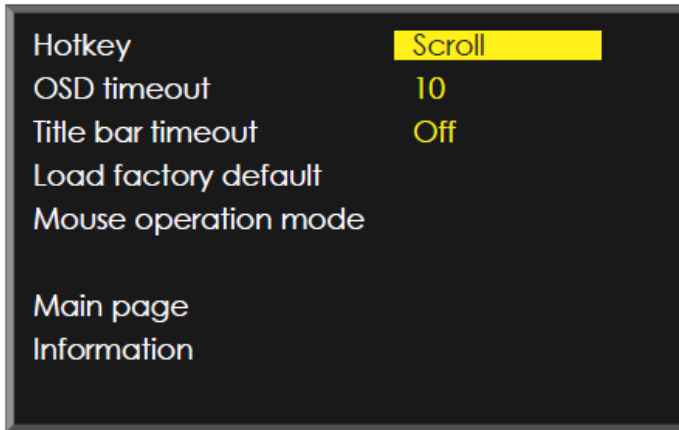 Hotkey Scroll
OSD timeout 10
Title bar timeout Off
Load factory default
Mouse operation mode
Main page
Information